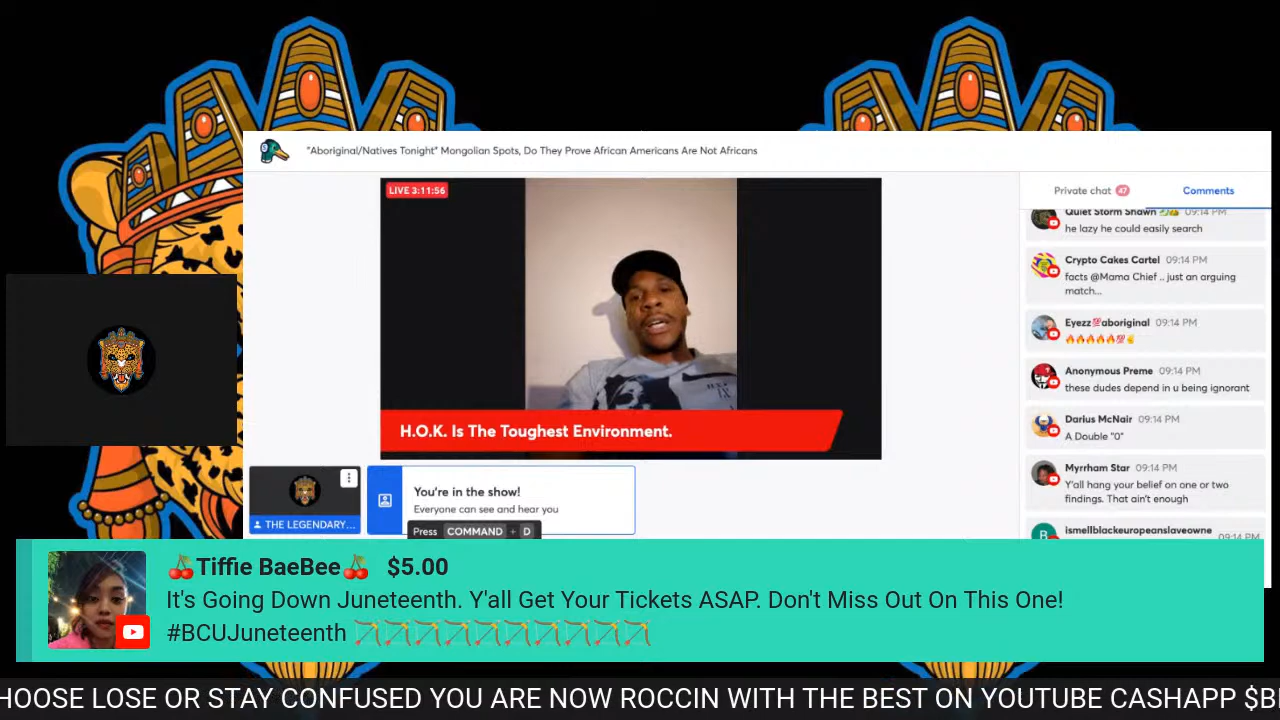 "Aboriginal/Natives Tonight" Mongolian Spots, Do They Prove African Americans Are Not Africans
LIVE 3:11:56
H.O.K. Is The Toughest Environment.
THE LEGENDARY...
You're in the show!
Everyone can see and hear you
Press COMMAND + D
Private chat 47
Comments
Quiet Storm Shawn 09:14 PM
he lazy he could easily search
Crypto Cakes Cartel 09:14 PM
facts @Mama Chief .. just an arguing
match...
Eyezz💯aboriginal 09:14 PM
🔥🔥🔥🔥🔥💯✌
Anonymous Preme 09:14 PM
these dudes depend in u being ignorant
Darius McNair 09:14 PM
A Double "0"
Myrrham Star 09:14 PM
Y'all hang your belief on one or two
findings. That ain't enough
B ismellblackeuropeanslaveowne
09:14 PM
🍒Tiffie BaeBee🍒 $5.00
It's Going Down Juneteenth. Y'all Get Your Tickets ASAP. Don't Miss Out On This One!
#BCUJuneteenth 🏹🏹🏹🏹🏹🏹🏹🏹🏹🏹
HOOSE LOSE OR STAY CONFUSED YOU ARE NOW ROCCIN WITH THE BEST ON YOUTUBE CASHAPP $B